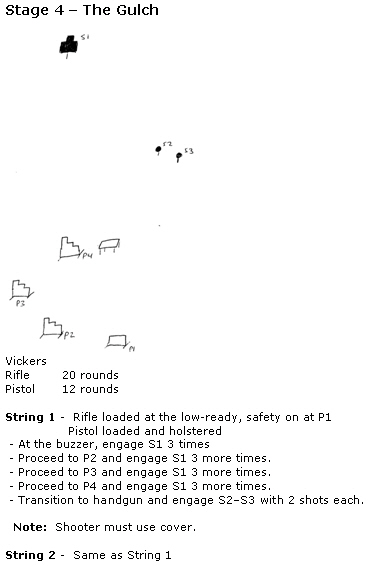 Stage 4 – The Gulch
S1
S2
S3
P4
P3
P2
P1
Vickers
Rifle 20 rounds
Pistol 12 rounds
String 1 - Rifle loaded at the low-ready, safety on at P1
Pistol loaded and holstered
- At the buzzer, engage S1 3 times
- Proceed to P2 and engage S1 3 more times.
- Proceed to P3 and engage S1 3 more times.
- Proceed to P4 and engage S1 3 more times.
- Transition to handgun and engage S2–S3 with 2 shots each.
Note: Shooter must use cover.
String 2 - Same as String 1